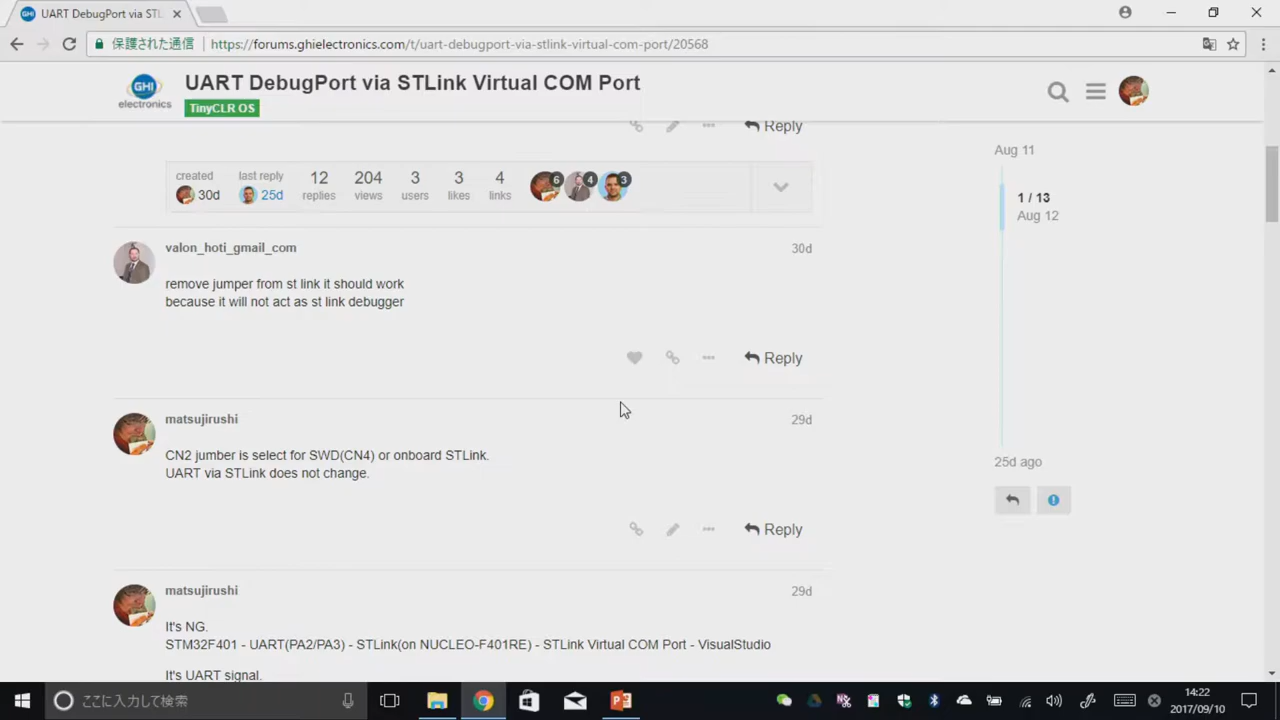 UART DebugPort via STL
保護された通信
https://forums.ghielectronics.com/t/uart-debugport-via-stlink-virtual-com-port/20568
GHI
electronics
UART DebugPort via STLink Virtual COM Port
TinyCLR OS
Reply
created
30d
last reply
25d
12
replies
204
views
3
users
3
likes
4
links
6
4
3
Aug 11
1 / 13
Aug 12
25d ago
valon_hoti_gmail_com
30d
remove jumper from st link it should work
because it will not act as st link debugger
Reply
matsujirushi
29d
CN2 jumber is select for SWD(CN4) or onboard STLink.
UART via STLink does not change.
Reply
matsujirushi
29d
It's NG.
STM32F401 - UART(PA2/PA3) - STLink(on NUCLEO-F401RE) - STLink Virtual COM Port - VisualStudio
It's UART signal.
ここに入力して検索
14:22
2017/09/10